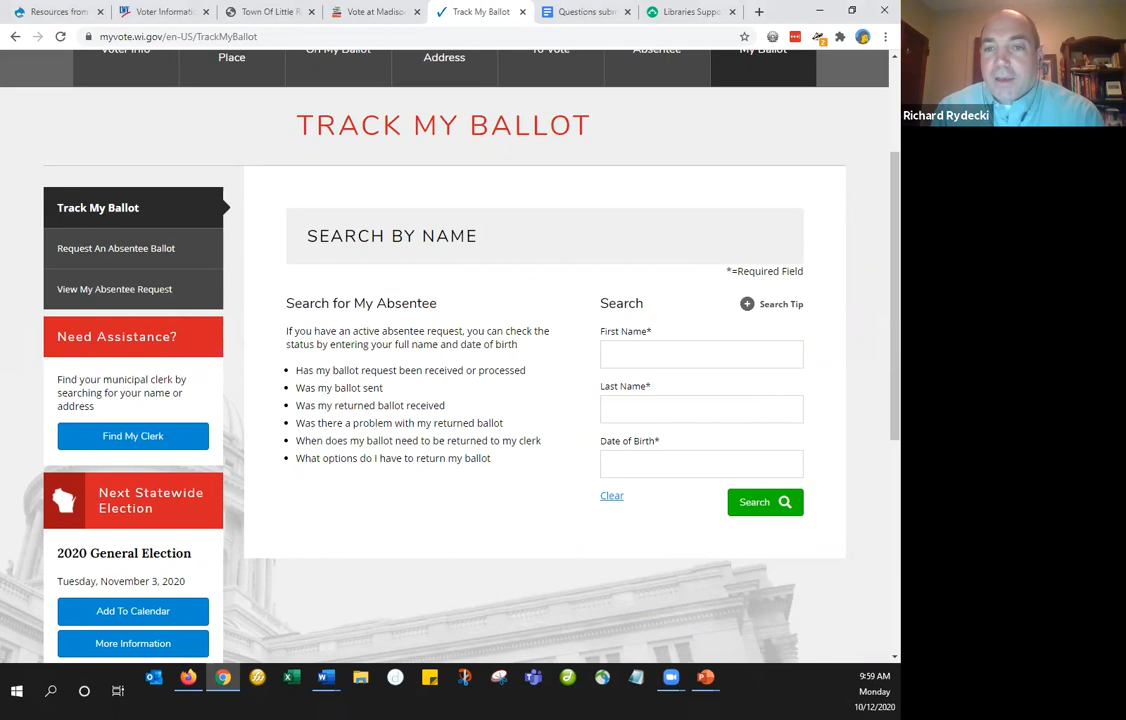 Resources from
Voter Informati
Town Of Little R
Vote at Madiso
Track My Ballot
Questions subm
Libraries Suppo
myvote.wi.gov/en-US/TrackMyBallot
Voter Info
Place
On My Ballot
Address
To Vote
Absentee
My Ballot
Richard Rydecki
TRACK MY BALLOT
Track My Ballot
Request An Absentee Ballot
View My Absentee Request
Need Assistance?
Find your municipal clerk by
searching for your name or
address
Find My Clerk
Next Statewide
Election
2020 General Election
Tuesday, November 3, 2020
Add To Calendar
More Information
SEARCH BY NAME
*=Required Field
Search for My Absentee
If you have an active absentee request, you can check the
status by entering your full name and date of birth
• Has my ballot request been received or processed
• Was my ballot sent
• Was my returned ballot received
• Was there a problem with my returned ballot
• When does my ballot need to be returned to my clerk
• What options do I have to return my ballot
Search
Search Tip
First Name*
Last Name*
Date of Birth*
Clear
Search
9:59 AM
Monday
10/12/2020